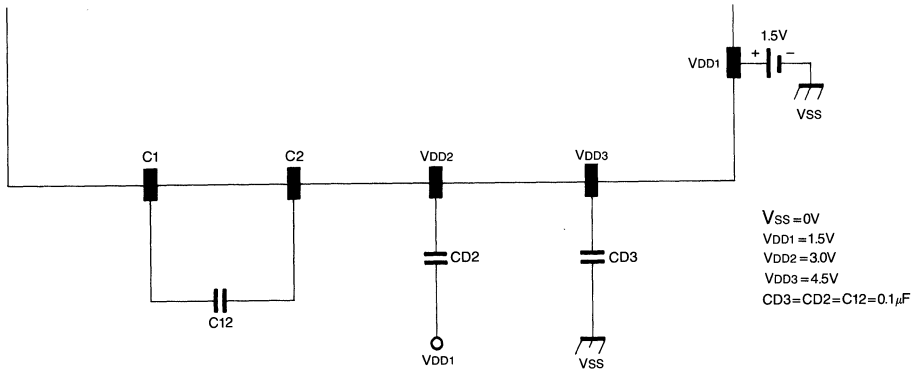 1.5V
+ −
VDD1
VSS
C1
C2
VDD2
VDD3
VSS=0V
VDD1=1.5V
VDD2=3.0V
VDD3=4.5V
CD3=CD2=C12=0.1μF
CD2
CD3
C12
VDD1
VSS